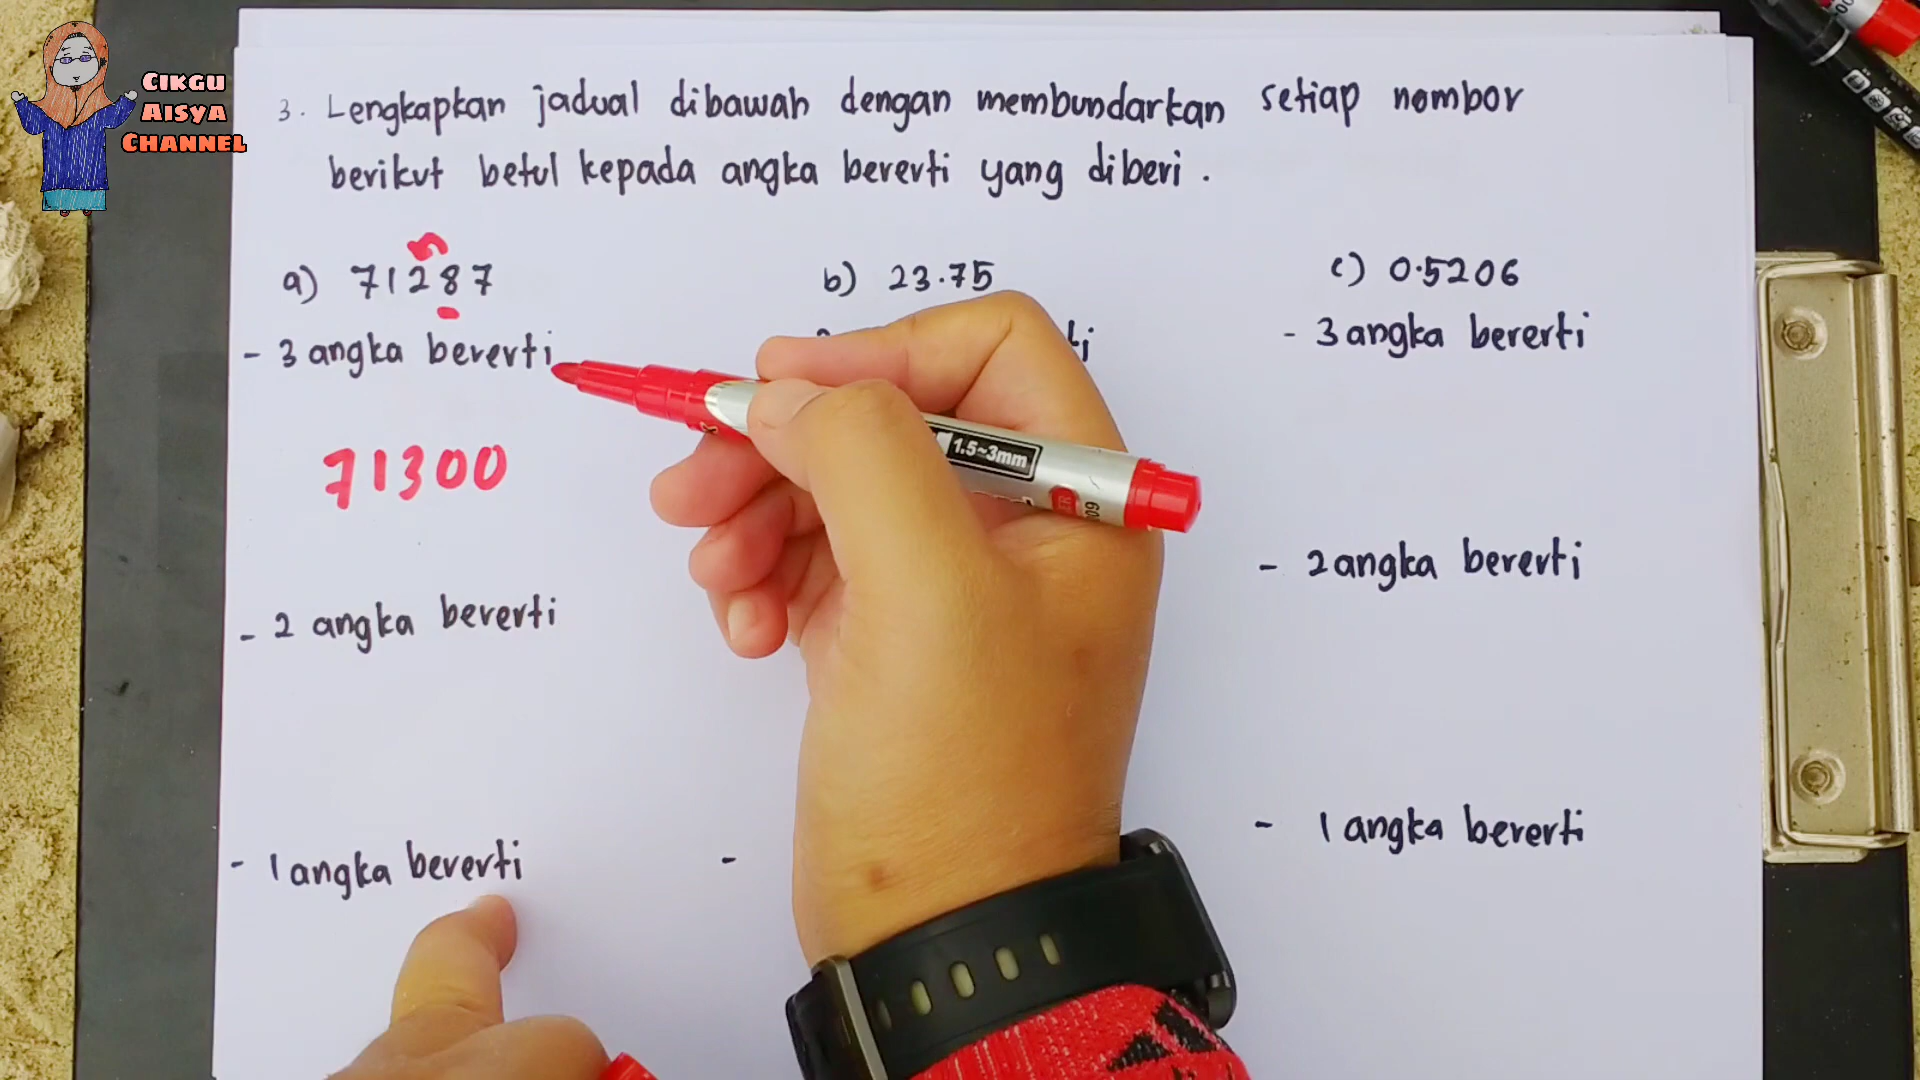 CIKGU
AISYA
CHANNEL
3. Lengkapkan jadual dibawah dengan membundarkan setiap nombor
berikut betul kepada angka bererti yang diberi.
a) 71287
- 3 angka bererti
71300
- 2 angka bererti
- 1 angka bererti
b) 23.75
-
c) 0.5206
- 3 angka bererti
- 2 angka bererti
- 1 angka bererti
1.5~3mm